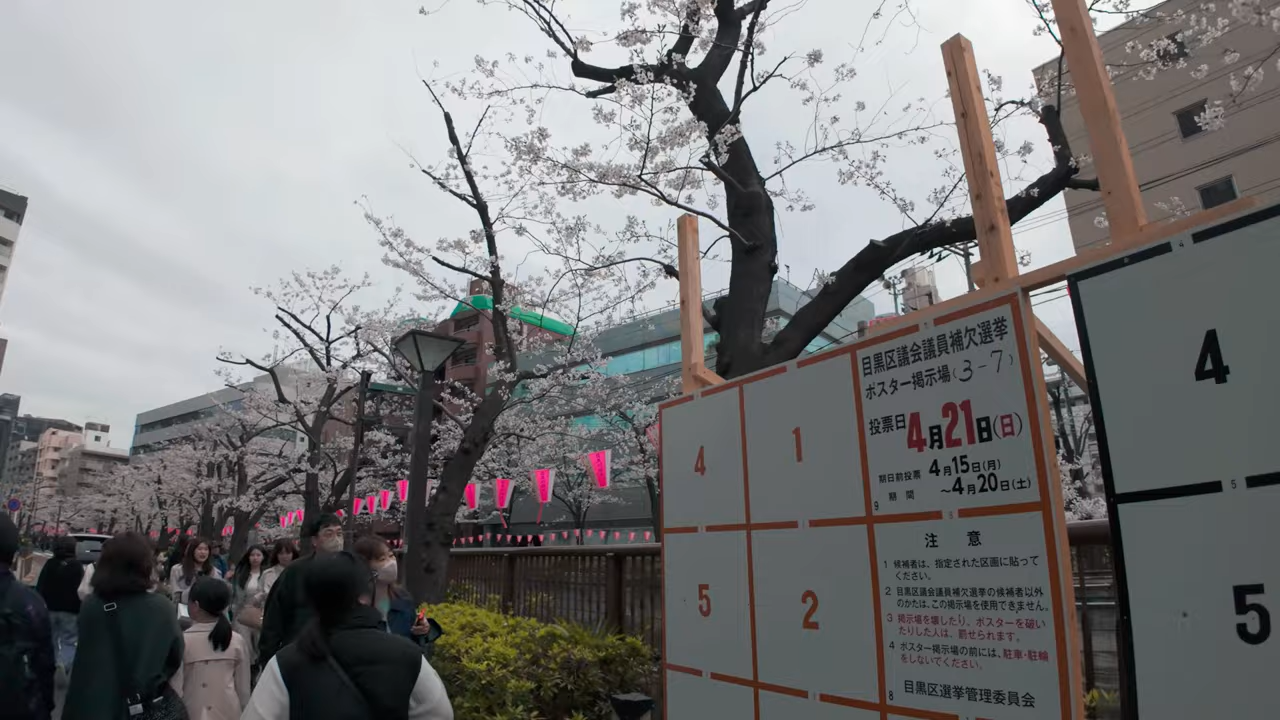 目黒区議会議員補欠選挙
ポスター掲示場(3-7)
投票日4月21日(日)
期日前投票 4月15日(月)
期間 ～4月20日(土)
9
4
1
5
2
注 意
1 候補者は、指定された区画に貼って
ください。
2 目黒区議会議員補欠選挙の候補者以外
のかたは、この掲示場を使用できません。
3 掲示場を壊したり、ポスターを破い
たりした人は、罰せられます。
4 ポスター掲示場の前には、駐車・駐輪
をしないでください。
8 目黒区選挙管理委員会
4
5
5